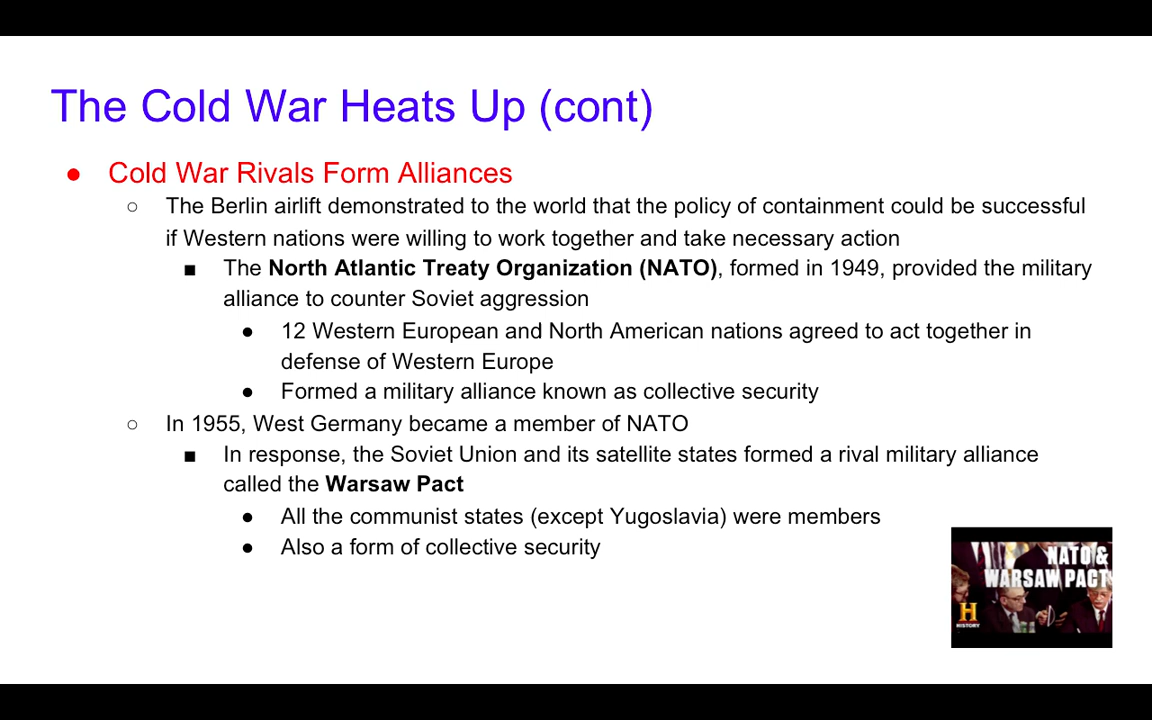 The Cold War Heats Up (cont)
● Cold War Rivals Form Alliances
○ The Berlin airlift demonstrated to the world that the policy of containment could be successful
if Western nations were willing to work together and take necessary action
■ The North Atlantic Treaty Organization (NATO), formed in 1949, provided the military
alliance to counter Soviet aggression
● 12 Western European and North American nations agreed to act together in
defense of Western Europe
● Formed a military alliance known as collective security
○ In 1955, West Germany became a member of NATO
■ In response, the Soviet Union and its satellite states formed a rival military alliance
called the Warsaw Pact
● All the communist states (except Yugoslavia) were members
● Also a form of collective security
NATO &
WARSAW PACT
H
HISTORY